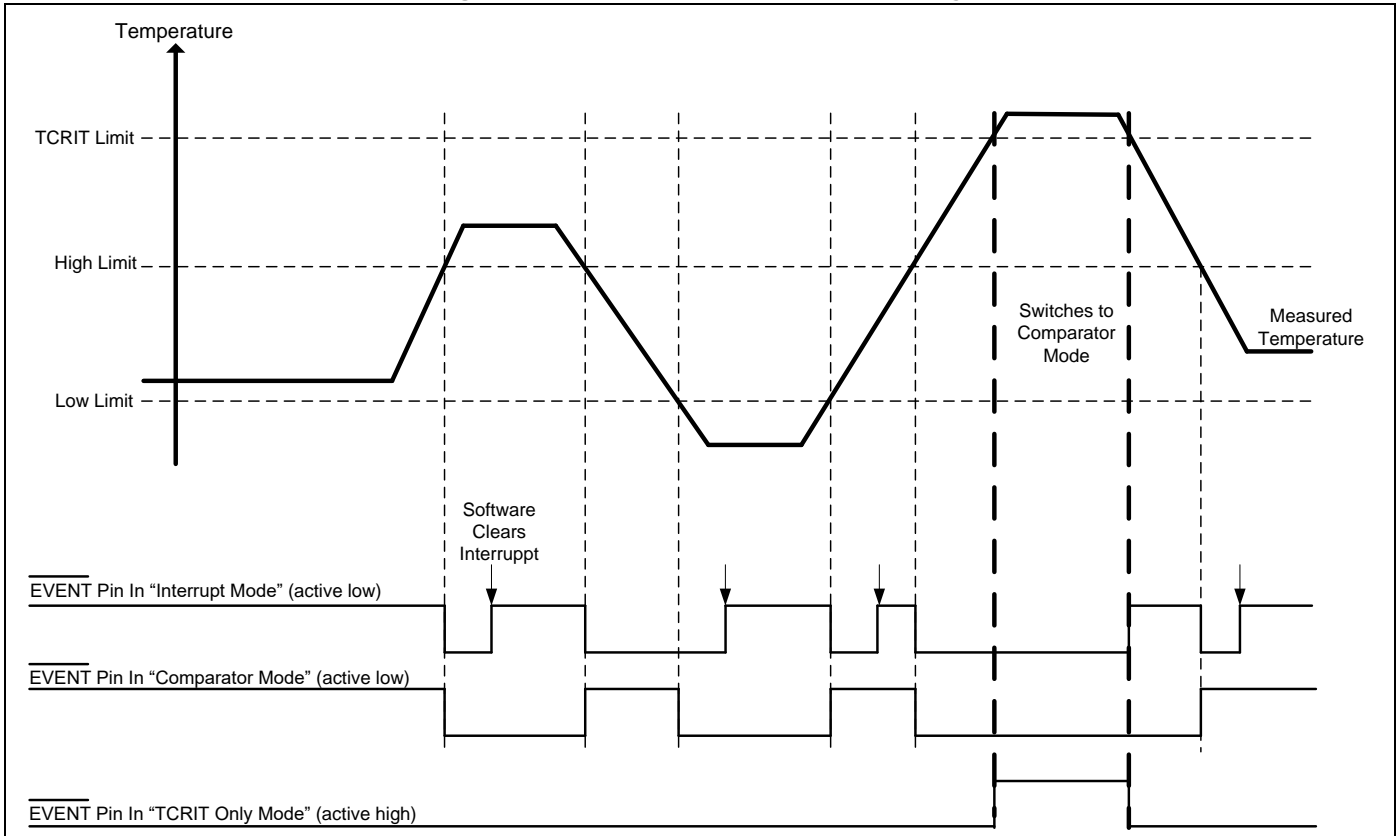 Temperature
TCRIT Limit
High Limit
Low Limit
Switches to
Comparator
Mode
Measured
Temperature
Software
Clears
Interruppt
EVENT Pin In “Interrupt Mode” (active low)
EVENT Pin In “Comparator Mode” (active low)
EVENT Pin In “TCRIT Only Mode” (active high)